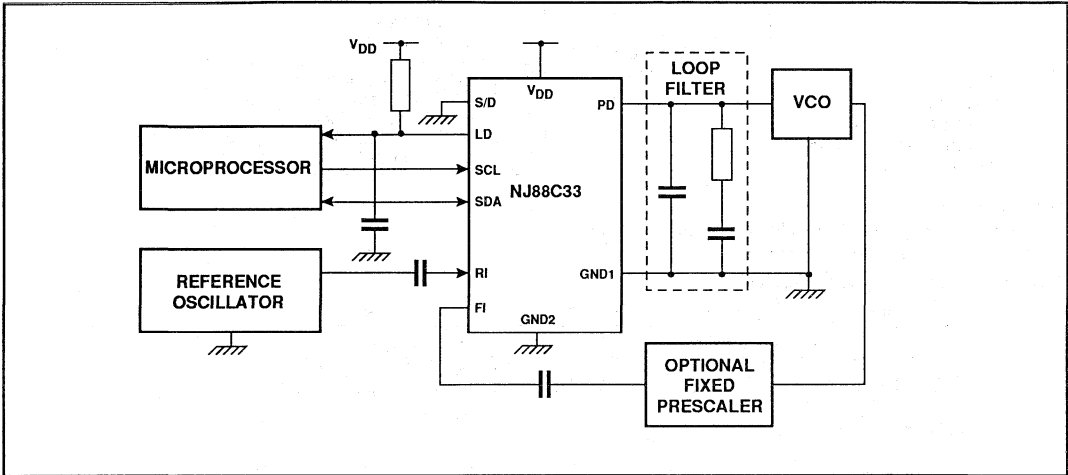 VDD
VDD
LOOP
FILTER
S/D
PD
VCO
LD
MICROPROCESSOR
SCL
NJ88C33
SDA
REFERENCE
OSCILLATOR
RI
GND1
FI
GND2
OPTIONAL
FIXED
PRESCALER